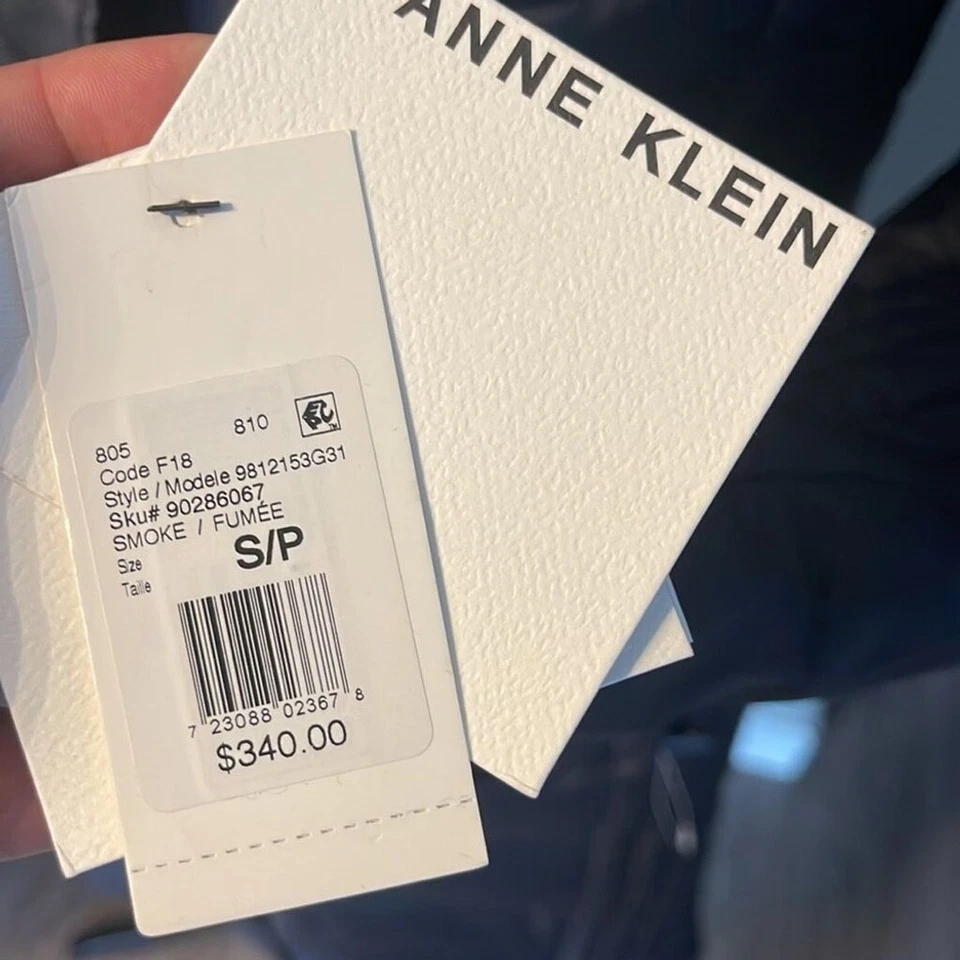 ANNE KLEIN
805 810
Code F18
Style / Modele 9812153G31
Sku# 90286067
SMOKE / FUMÉE
Size S/P
Taille
7 23088 02367 8
$340.00